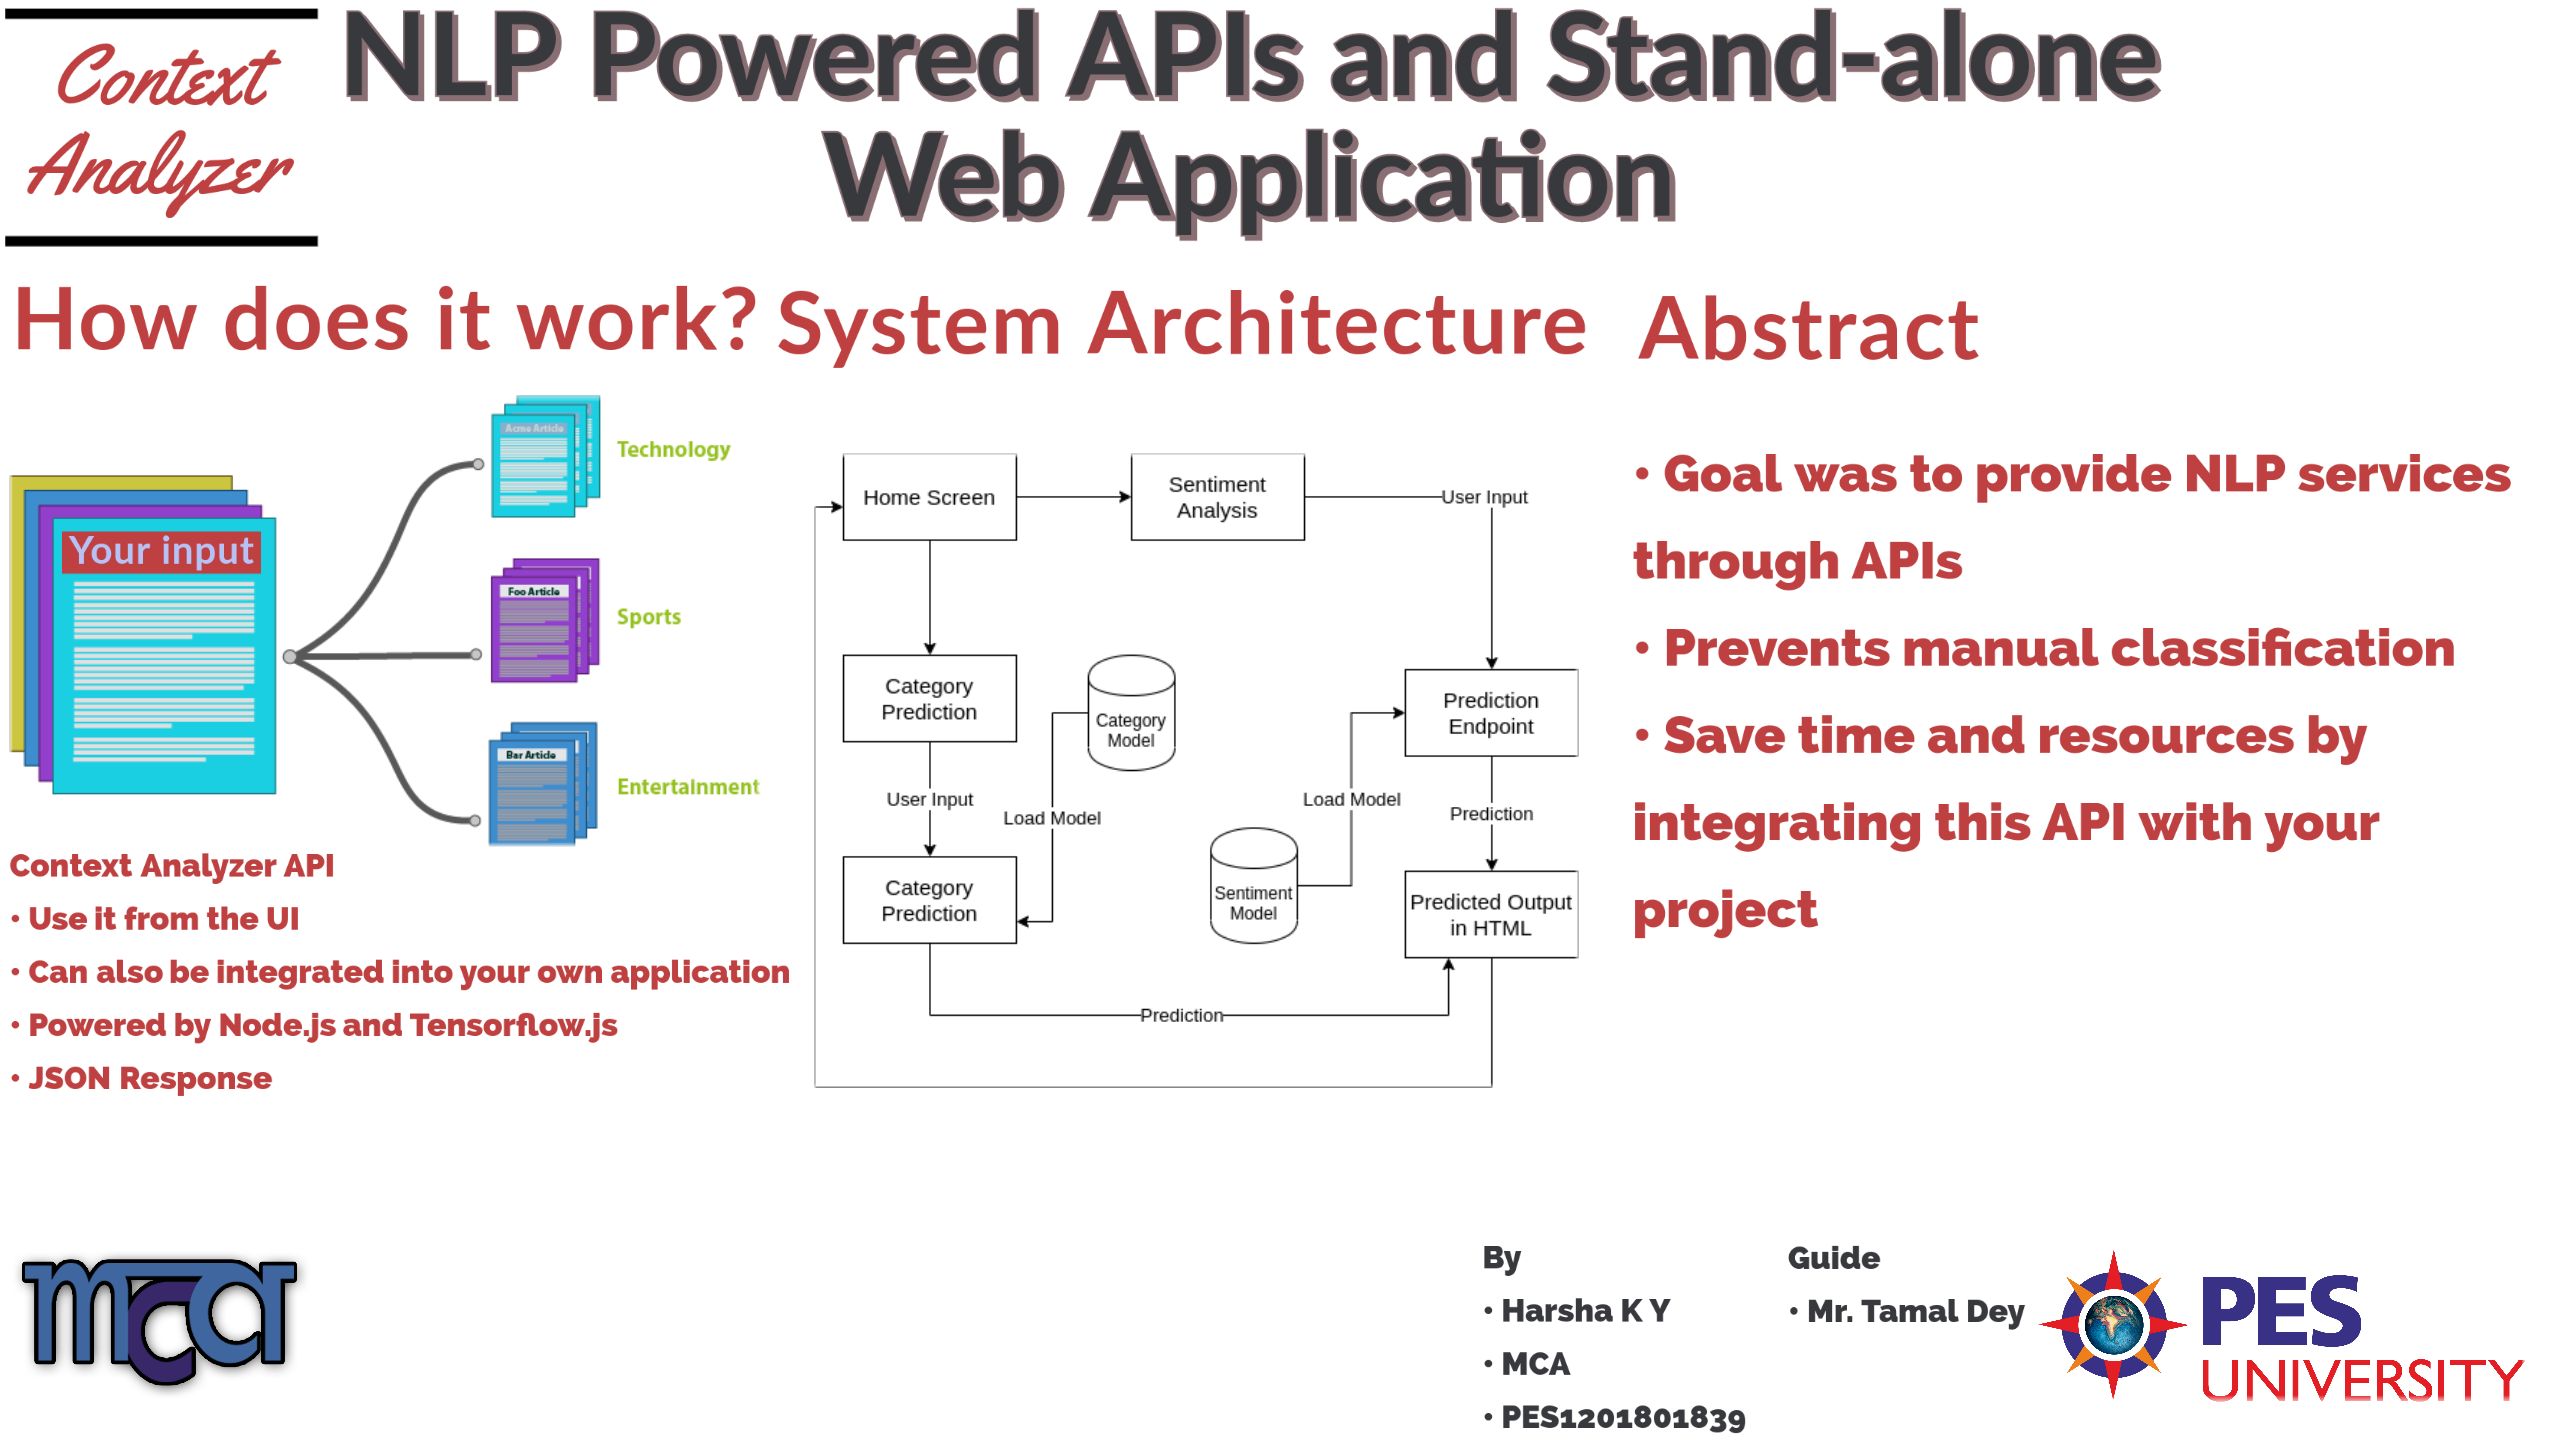 Context
Analyzer
NLP Powered APIs and Stand-alone
Web Application
How does it work?
Your input
Acme Article
Technology
Foo Article
Sports
Bar Article
Entertainment
Context Analyzer API
• Use it from the UI
• Can also be integrated into your own application
• Powered by Node.js and Tensorflow.js
• JSON Response
System Architecture
Home Screen
Sentiment
Analysis
User Input
Category
Prediction
Category
Model
Prediction
Endpoint
User Input
Load Model
Load Model
Prediction
Category
Prediction
Sentiment
Model
Predicted Output
in HTML
Prediction
Abstract
• Goal was to provide NLP services
through APIs
• Prevents manual classification
• Save time and resources by
integrating this API with your
project
mca
By
• Harsha K Y
• MCA
• PES1201801839
Guide
• Mr. Tamal Dey
PES
UNIVERSITY